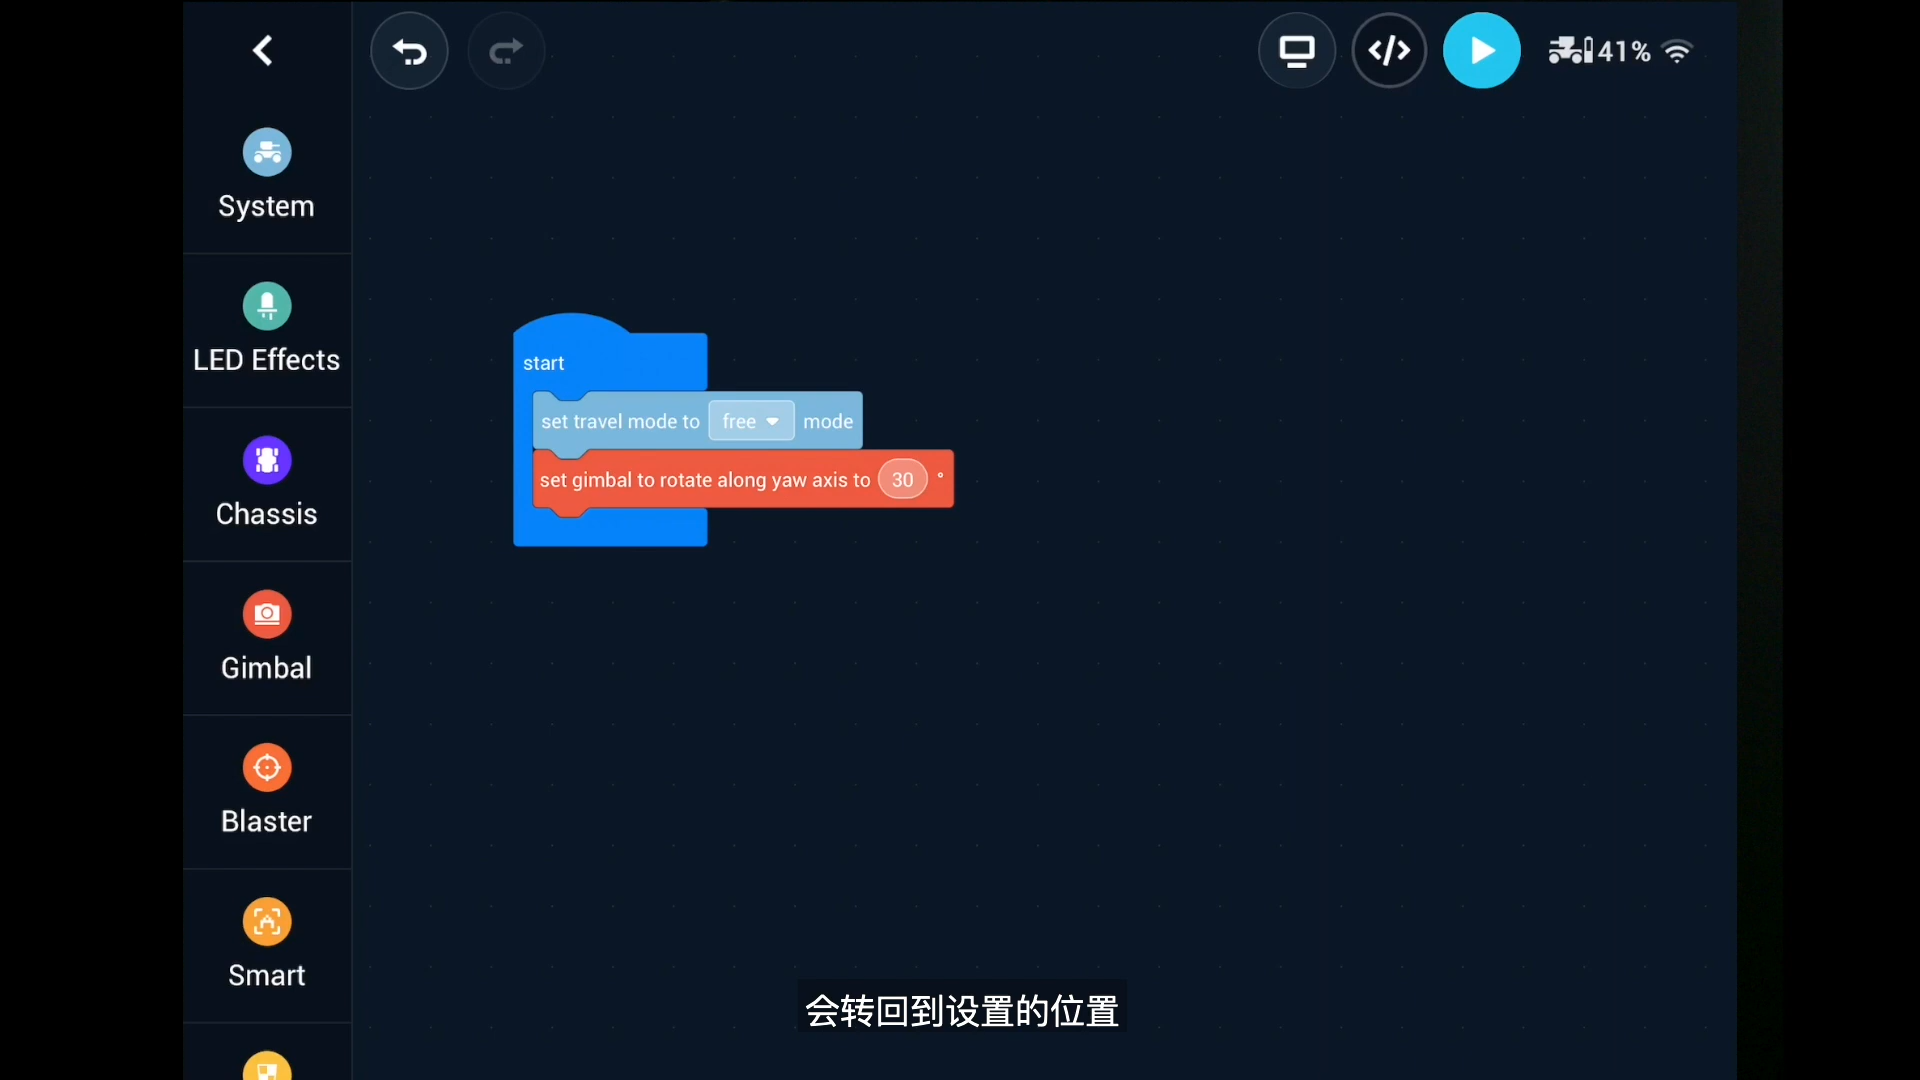 41%
System
LED Effects
Chassis
Gimbal
Blaster
Smart
start
set travel mode to free mode
set gimbal to rotate along yaw axis to 30 °
会转回到设置的位置